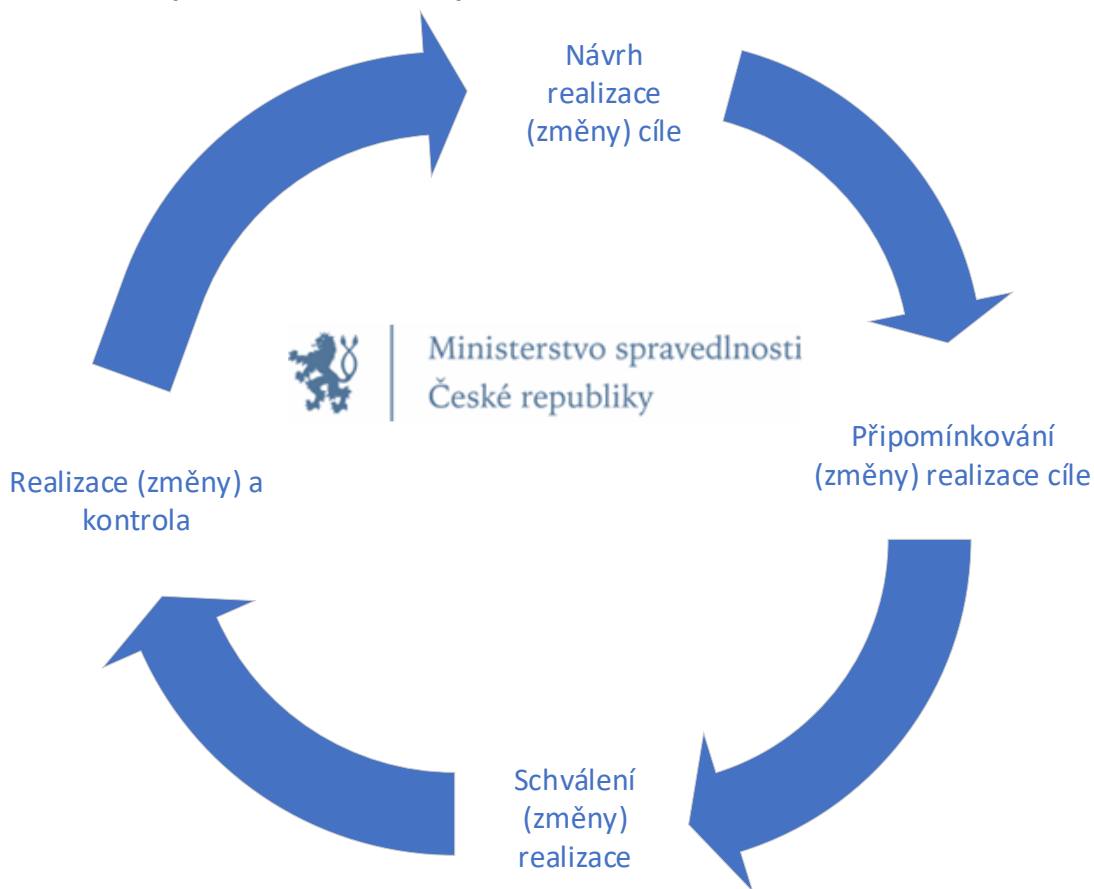 Návrh
realizace
(změny) cíle
Ministerstvo spravedlnosti
České republiky
Připomínkování
(změny) realizace cíle
Realizace (změny) a
kontrola
Schválení
(změny)
realizace